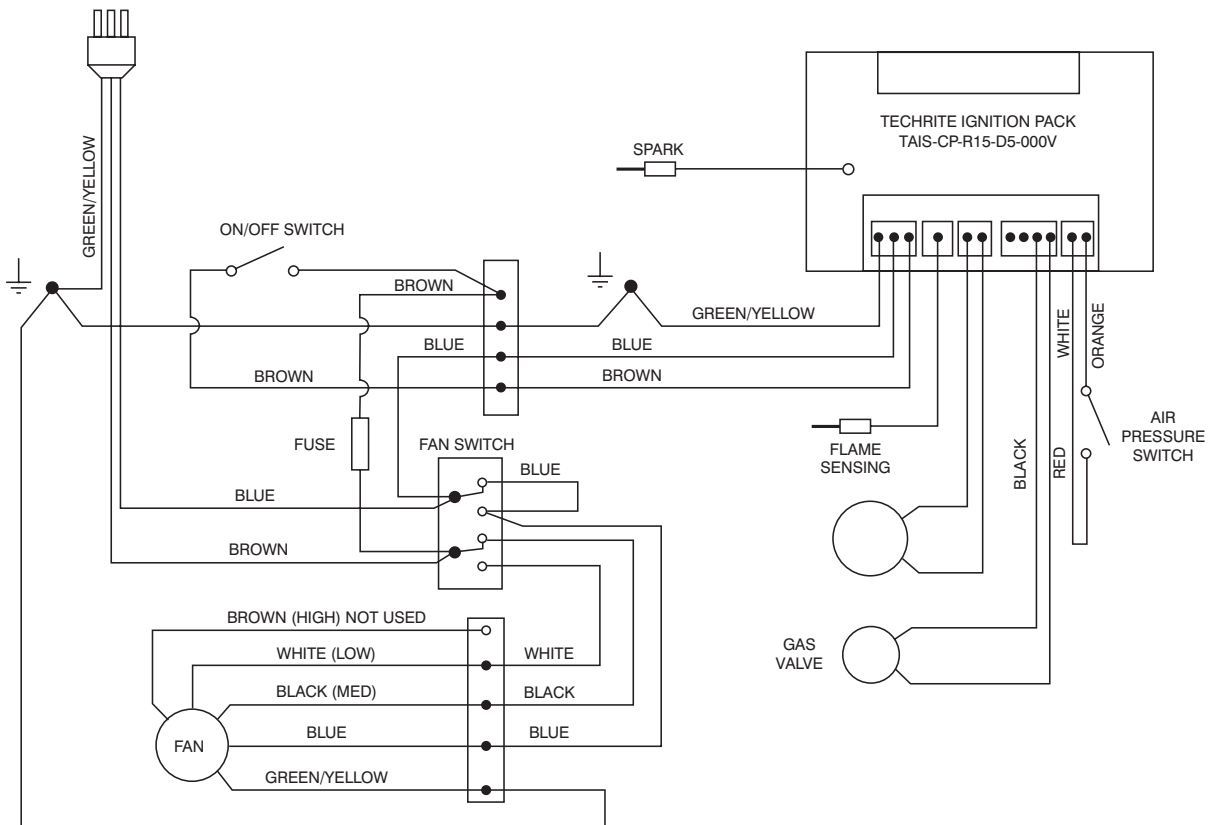 GREEN/YELLOW
TECHRITE IGNITION PACK
TAIS-CP-R15-D5-000V
SPARK
ON/OFF SWITCH
BROWN
GREEN/YELLOW
BLUE
BLUE
BROWN
BROWN
WHITE
ORANGE
FUSE
FAN SWITCH
FLAME
SENSING
BLACK
RED
AIR
PRESSURE
SWITCH
BLUE
BLUE
BROWN
BROWN (HIGH) NOT USED
WHITE (LOW)
WHITE
GAS
VALVE
BLACK (MED)
BLACK
FAN
BLUE
BLUE
GREEN/YELLOW